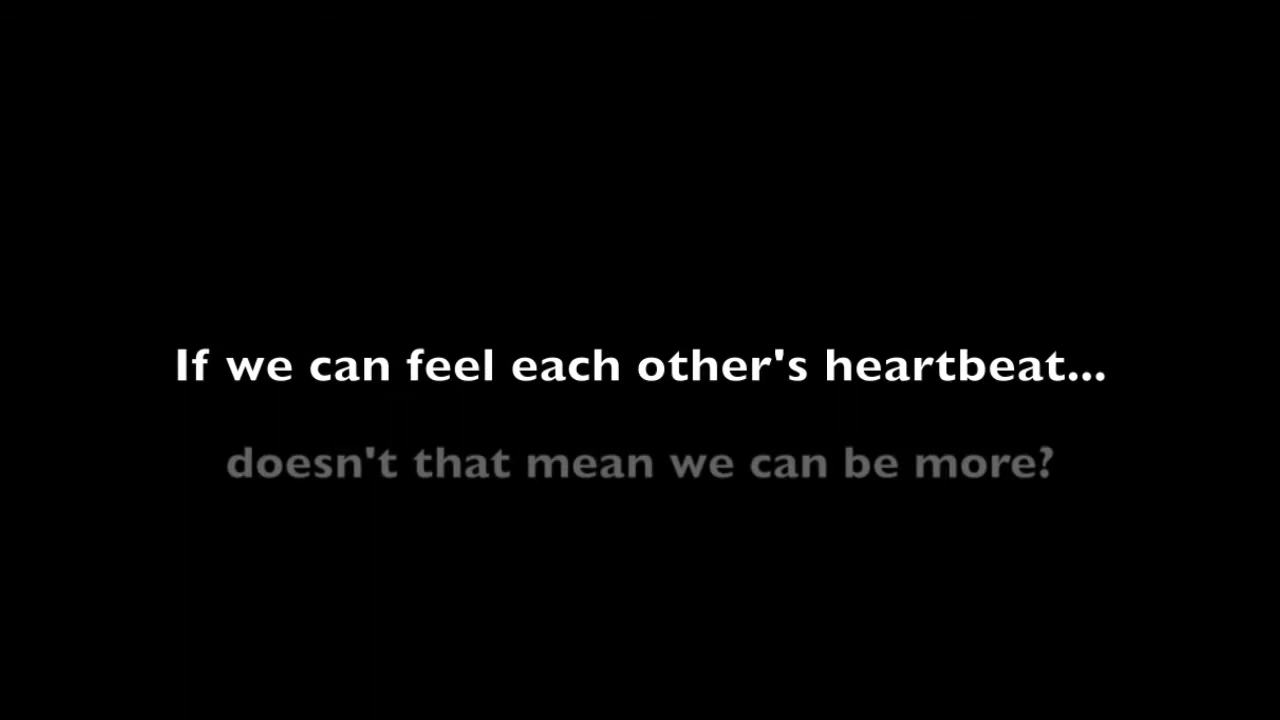 If we can feel each other's heartbeat...
doesn't that mean we can be more?